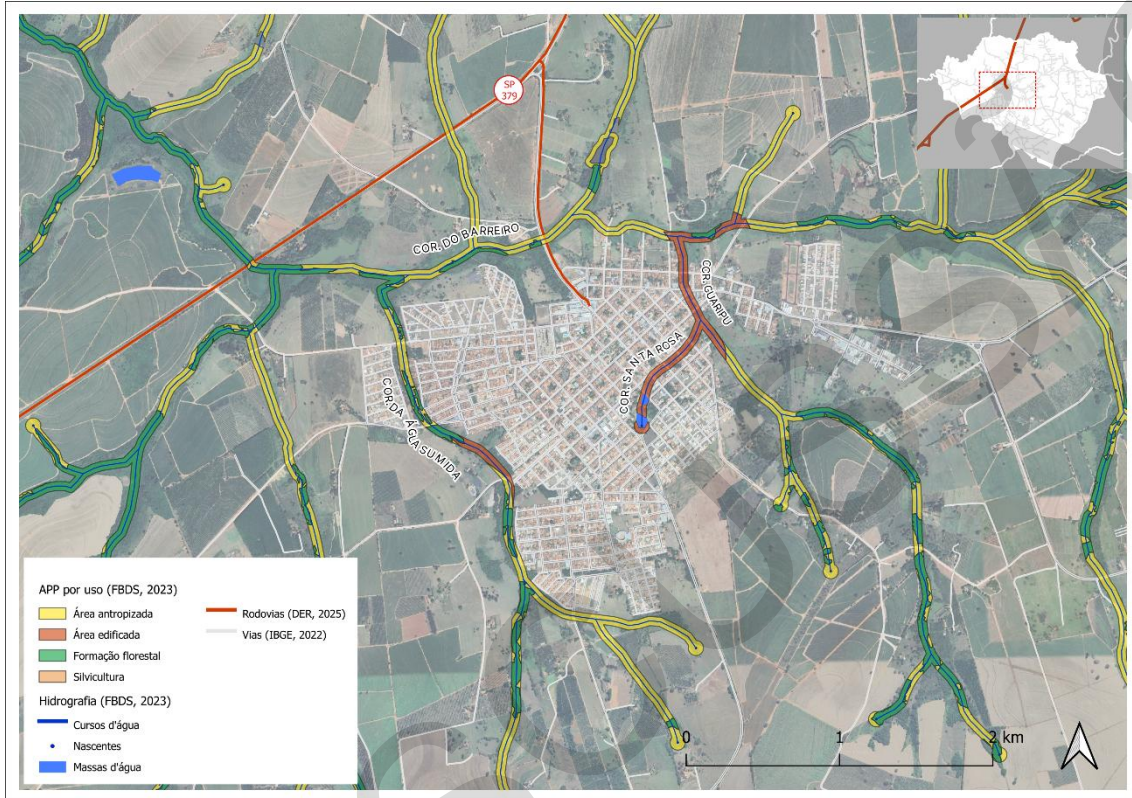 SP
379
COR. DO BARREIRO
COR. GUARIPU
COR. SANTA ROSA
COR. DA ÁGUA SUMIDA
APP por uso (FBDS, 2023)
Área antropizada
Área edificada
Formação florestal
Silvicultura
Hidrografia (FBDS, 2023)
Cursos d'água
Nascentes
Massas d'água
Rodovias (DER, 2025)
Vias (IBGE, 2022)
0
1
2 km